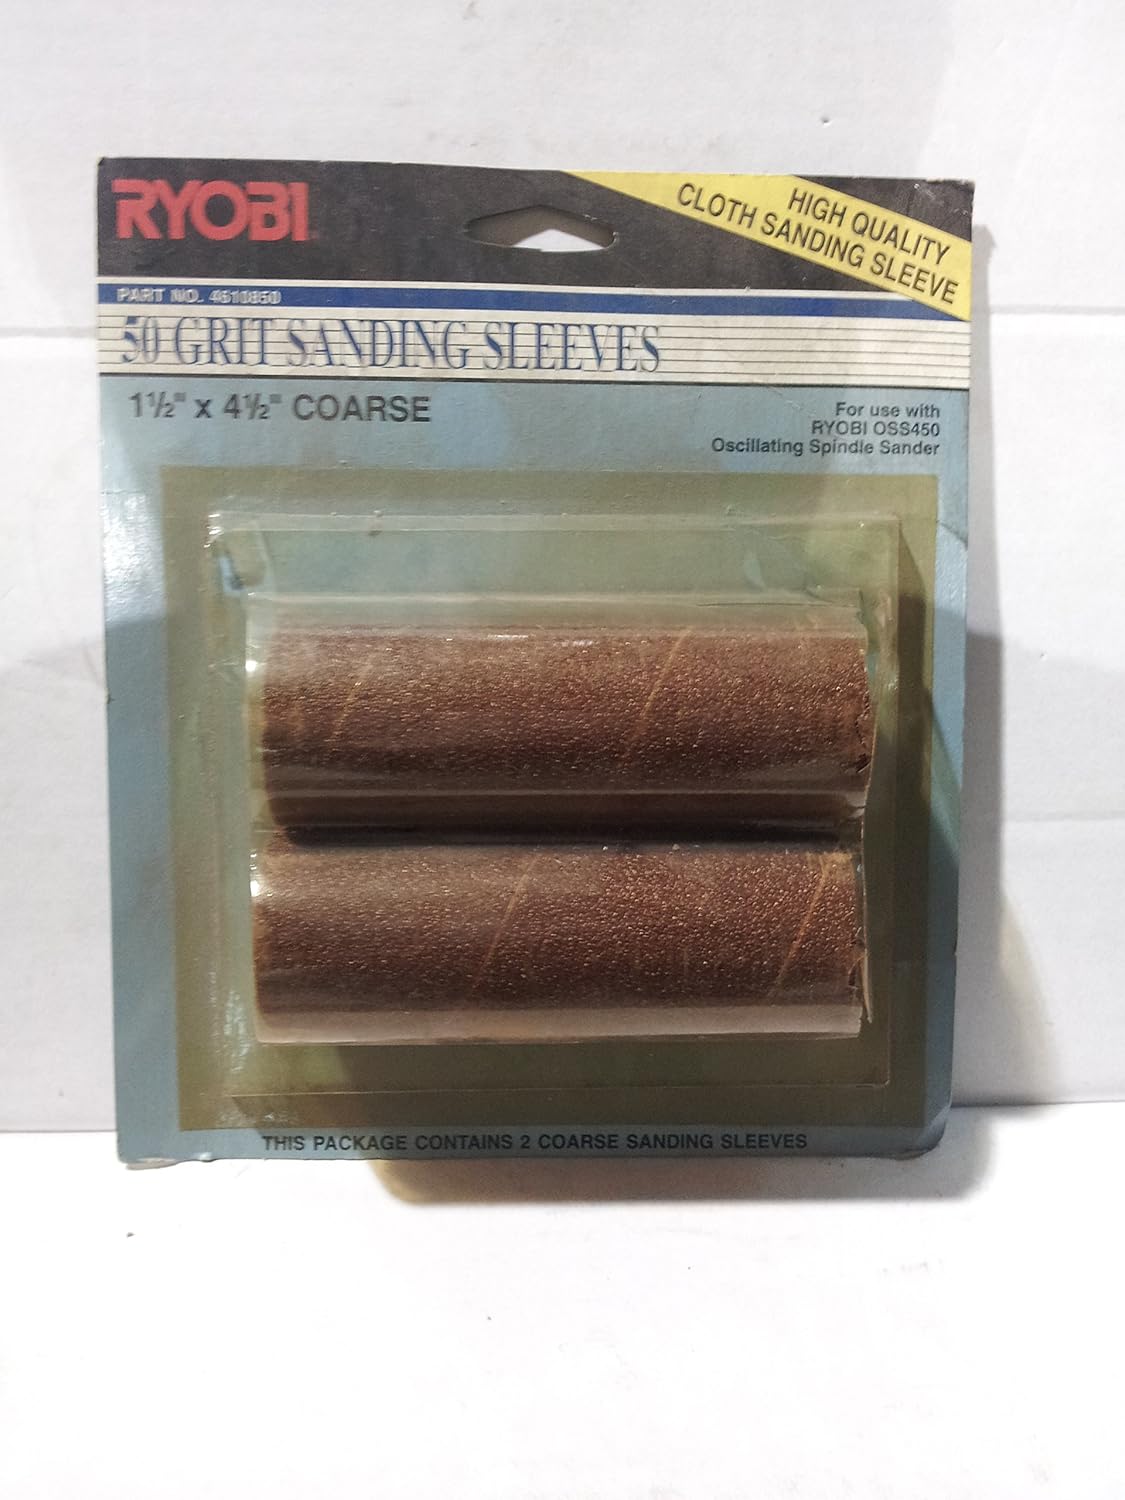 RYOBI
HIGH QUALITY
CLOTH SANDING SLEEVE
PART NO. 4610850
50 GRIT SANDING SLEEVES
1½" x 4½" COARSE
For use with
RYOBI OSS450
Oscillating Spindle Sander
THIS PACKAGE CONTAINS 2 COARSE SANDING SLEEVES